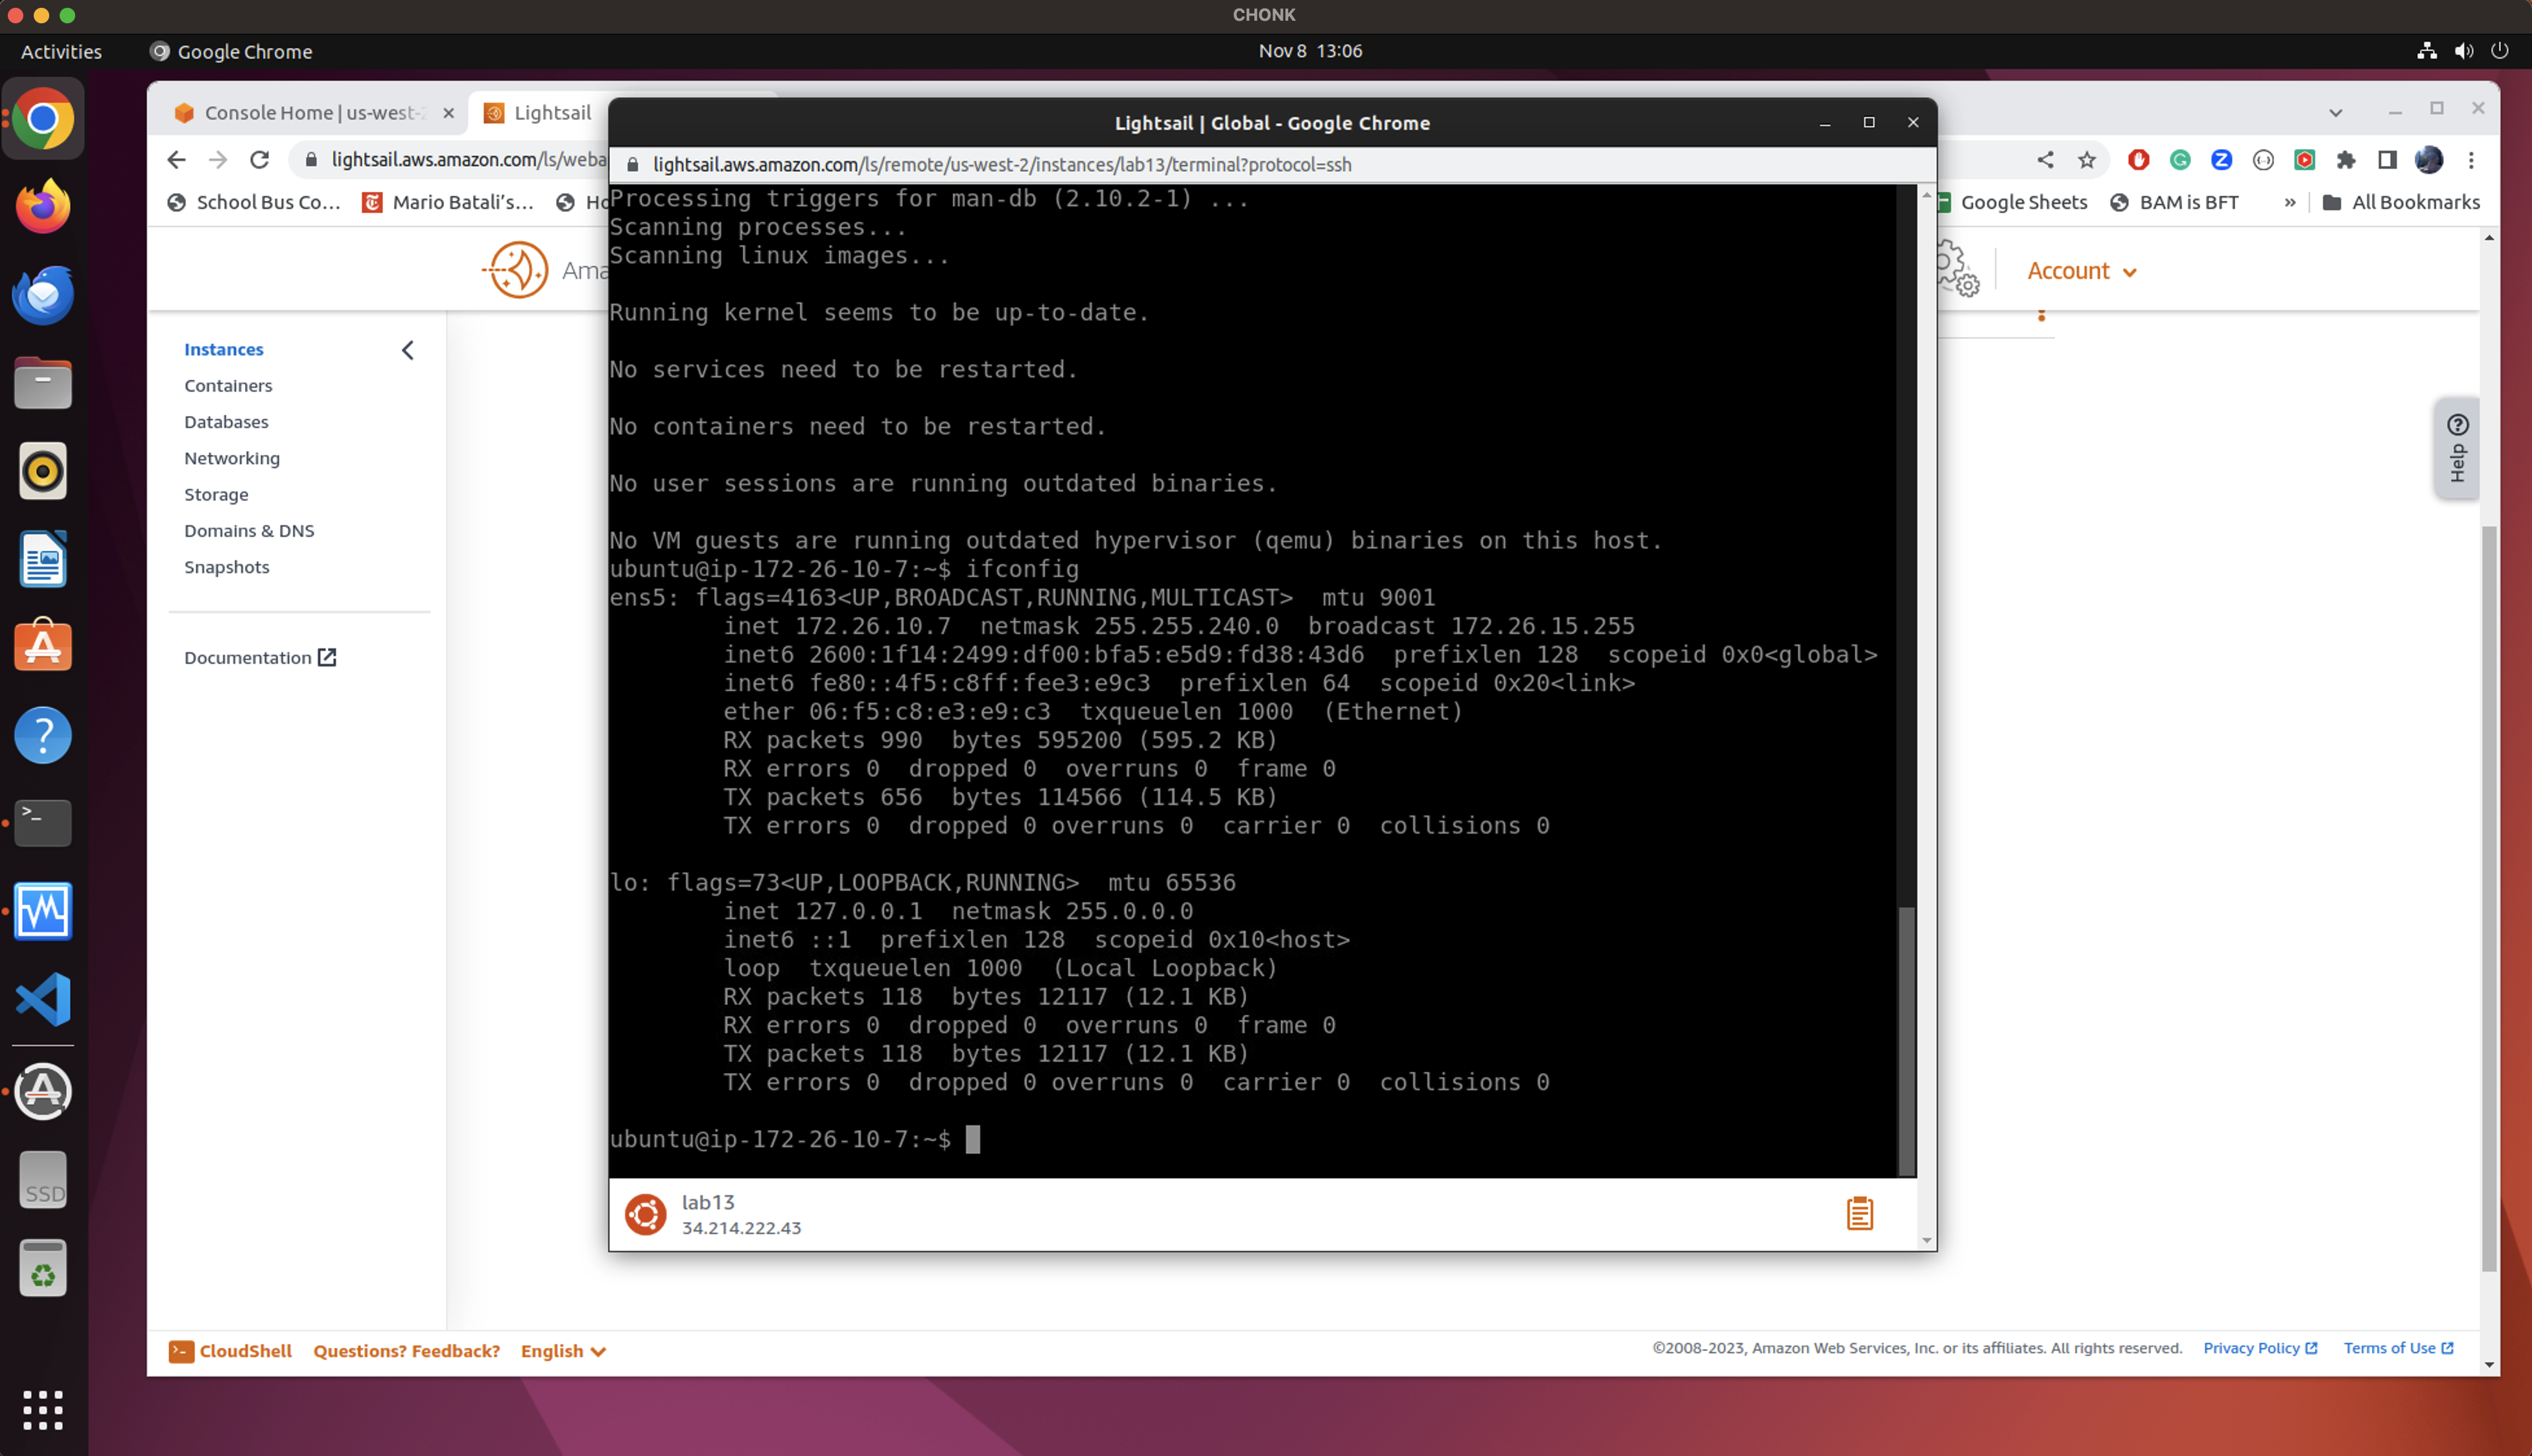 CHONK
Activities Google Chrome Nov 8 13:06
Console Home | us-west-2
Lightsail
lightsail.aws.amazon.com/ls/weba
School Bus Co... Mario Batali's... Ho
Google Sheets BAM is BFT » All Bookmarks
Lightsail | Global - Google Chrome
lightsail.aws.amazon.com/ls/remote/us-west-2/instances/lab13/terminal?protocol=ssh
Ama
Account
Instances
Containers
Databases
Networking
Storage
Domains & DNS
Snapshots
Documentation
Help
Processing triggers for man-db (2.10.2-1) ...
Scanning processes...
Scanning linux images...
Running kernel seems to be up-to-date.
No services need to be restarted.
No containers need to be restarted.
No user sessions are running outdated binaries.
No VM guests are running outdated hypervisor (qemu) binaries on this host.
ubuntu@ip-172-26-10-7:~$ ifconfig
ens5: flags=4163<UP,BROADCAST,RUNNING,MULTICAST> mtu 9001
inet 172.26.10.7 netmask 255.255.240.0 broadcast 172.26.15.255
inet6 2600:1f14:2499:df00:bfa5:e5d9:fd38:43d6 prefixlen 128 scopeid 0x0<global>
inet6 fe80::4f5:c8ff:fee3:e9c3 prefixlen 64 scopeid 0x20<link>
ether 06:f5:c8:e3:e9:c3 txqueuelen 1000 (Ethernet)
RX packets 990 bytes 595200 (595.2 KB)
RX errors 0 dropped 0 overruns 0 frame 0
TX packets 656 bytes 114566 (114.5 KB)
TX errors 0 dropped 0 overruns 0 carrier 0 collisions 0
lo: flags=73<UP,LOOPBACK,RUNNING> mtu 65536
inet 127.0.0.1 netmask 255.0.0.0
inet6 ::1 prefixlen 128 scopeid 0x10<host>
loop txqueuelen 1000 (Local Loopback)
RX packets 118 bytes 12117 (12.1 KB)
RX errors 0 dropped 0 overruns 0 frame 0
TX packets 118 bytes 12117 (12.1 KB)
TX errors 0 dropped 0 overruns 0 carrier 0 collisions 0
ubuntu@ip-172-26-10-7:~$
lab13
34.214.222.43
SSD
CloudShell Questions? Feedback? English
©2008-2023, Amazon Web Services, Inc. or its affiliates. All rights reserved. Privacy Policy Terms of Use